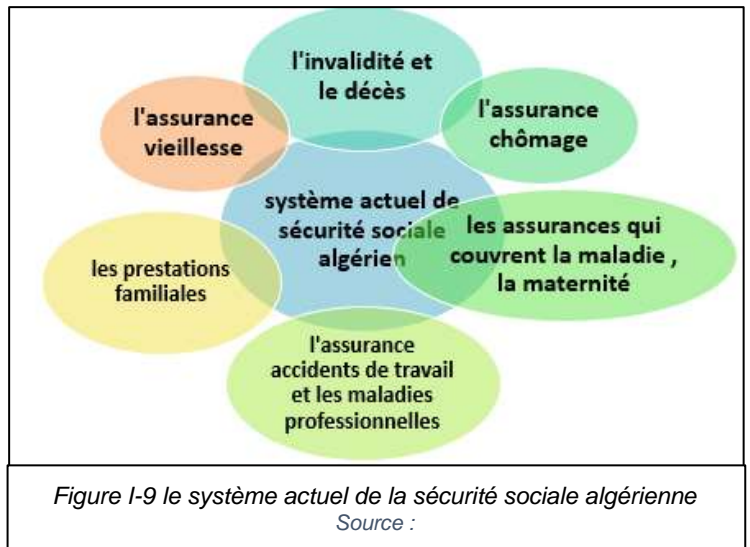 l'invalidité et
le décès
l'assurance
chômage
les assurances qui
couvrent la maladie ,
la maternité
l'assurance
accidents de travail
et les maladies
professionnelles
les prestations
familiales
l'assurance
vieillesse
système actuel de
sécurité sociale
algérien
Figure I-9 le système actuel de la sécurité sociale algérienne
Source :